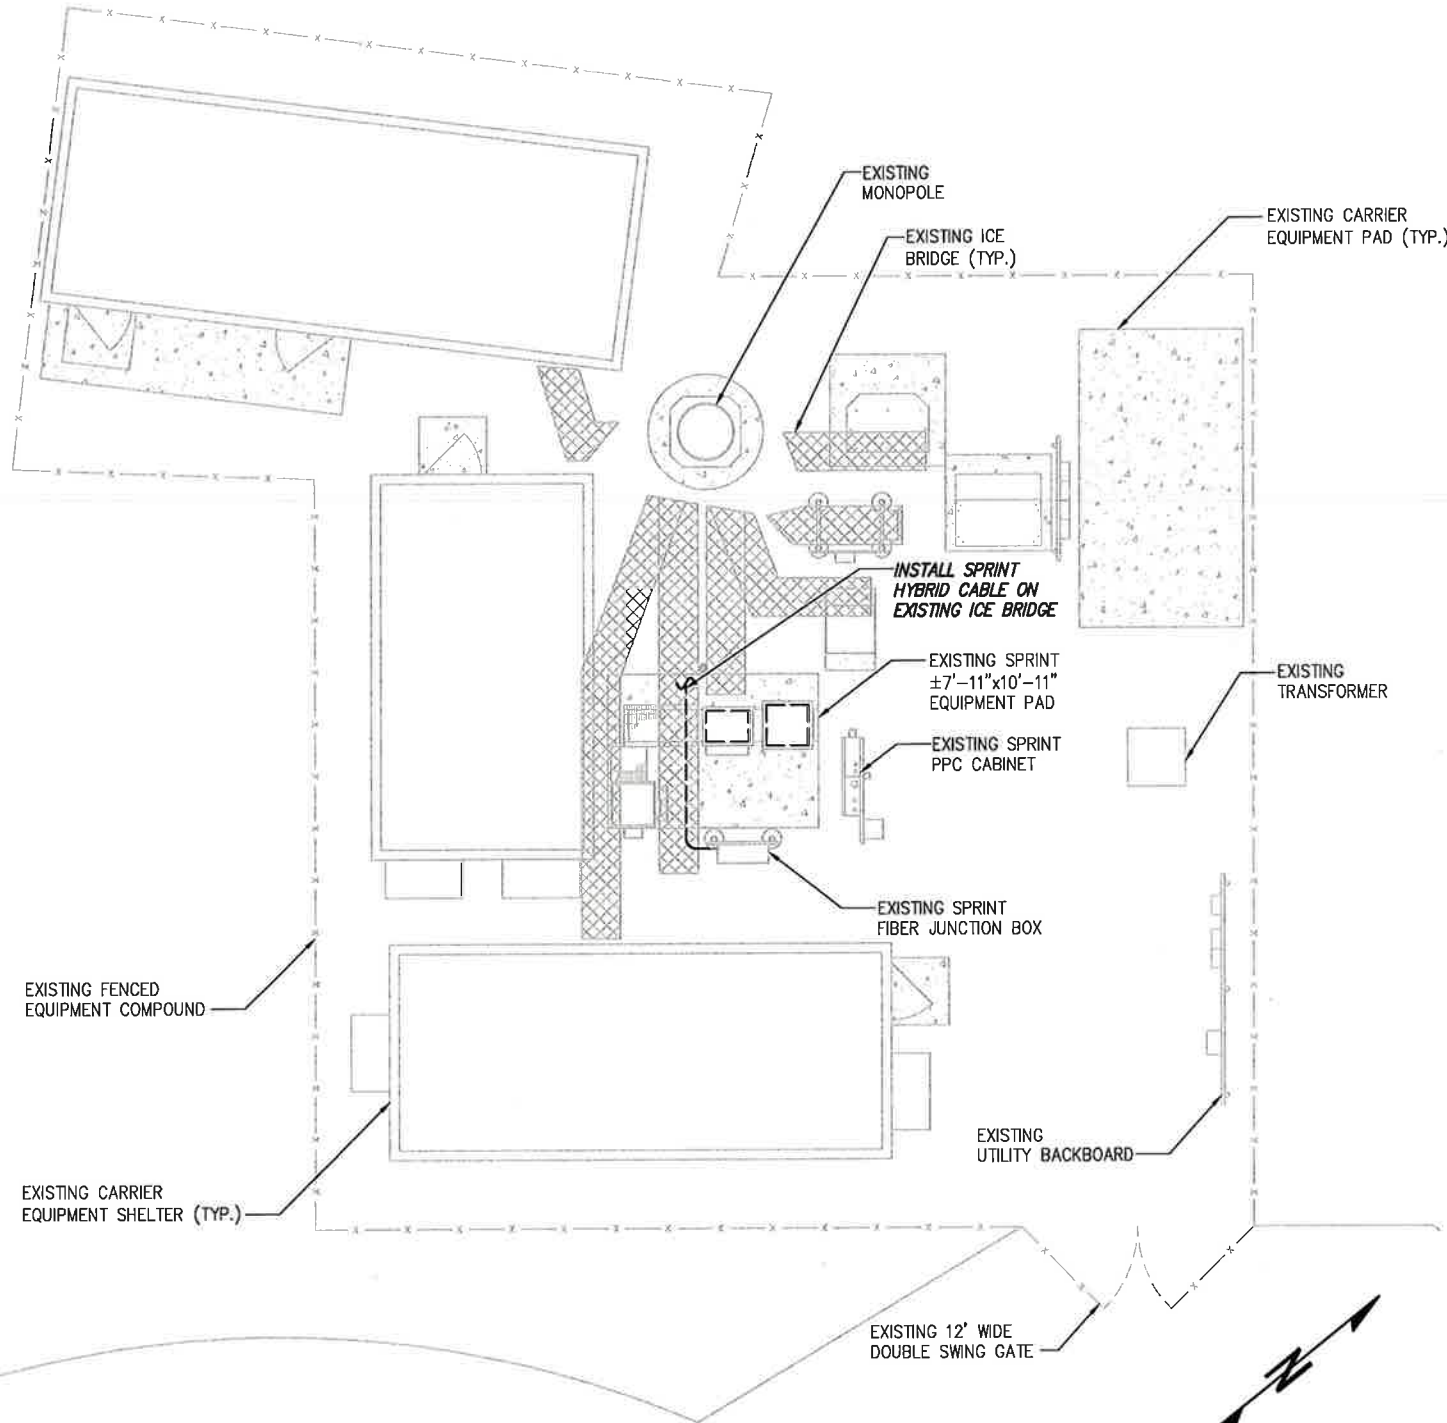 EXISTING
MONOPOLE
EXISTING ICE
BRIDGE (TYP.)
EXISTING CARRIER
EQUIPMENT PAD (TYP.)
INSTALL SPRINT
HYBRID CABLE ON
EXISTING ICE BRIDGE
EXISTING SPRINT
±7'-11"x10'-11"
EQUIPMENT PAD
EXISTING
TRANSFORMER
EXISTING SPRINT
PPC CABINET
EXISTING SPRINT
FIBER JUNCTION BOX
EXISTING FENCED
EQUIPMENT COMPOUND
EXISTING
UTILITY BACKBOARD
EXISTING CARRIER
EQUIPMENT SHELTER (TYP.)
EXISTING 12' WIDE
DOUBLE SWING GATE
N